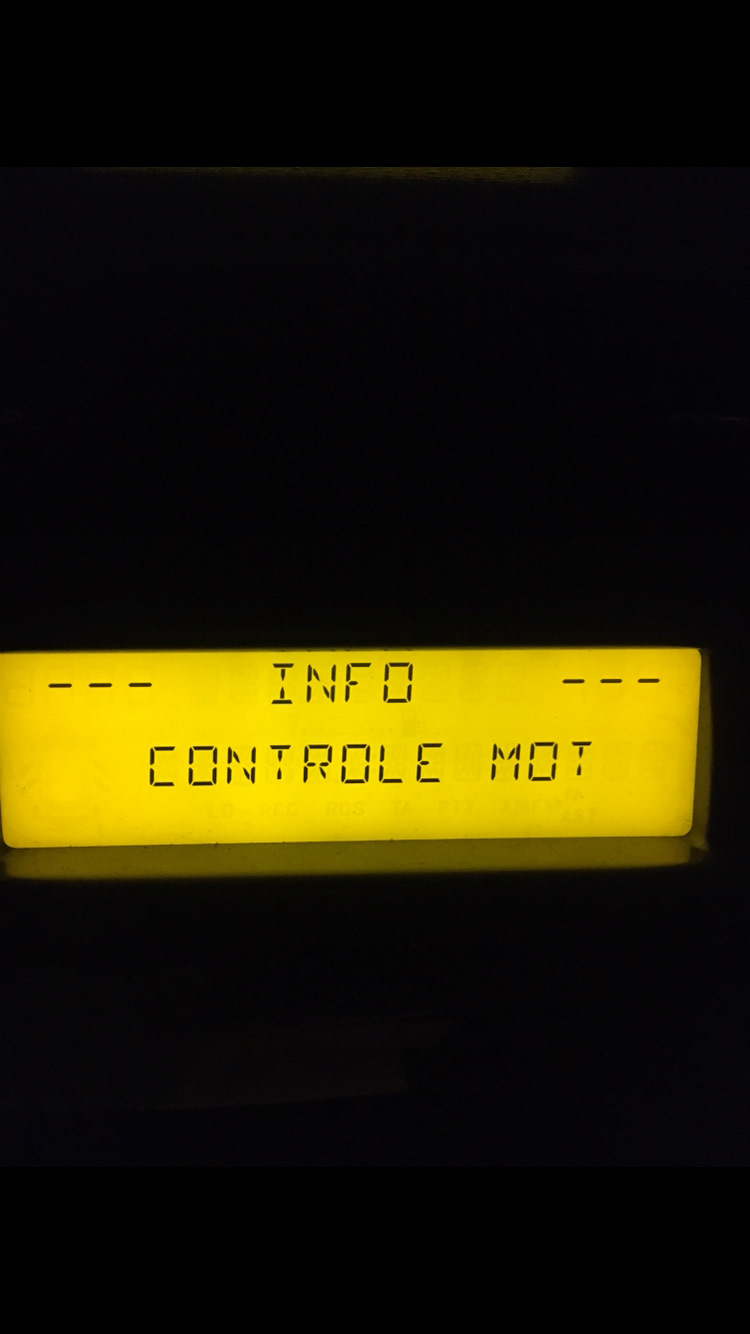 --- INFO ---
CONTROLE MOT